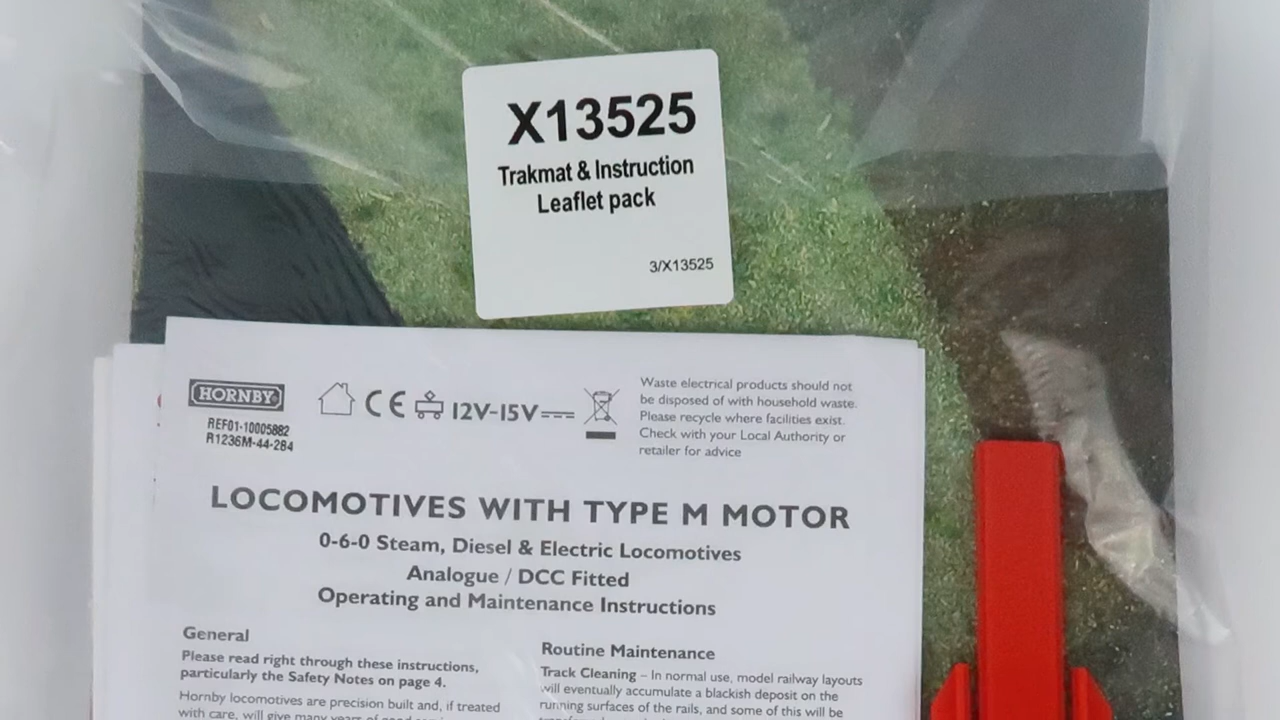 X13525
Trakmat & Instruction
Leaflet pack
3/X13525
HORNBY
REF01-10005882
R1236M-44-2B4
CE
12V-15V
Waste electrical products should not
be disposed of with household waste.
Please recycle where facilities exist.
Check with your Local Authority or
retailer for advice
LOCOMOTIVES WITH TYPE M MOTOR
0-6-0 Steam, Diesel & Electric Locomotives
Analogue / DCC Fitted
Operating and Maintenance Instructions
General
Please read right through these instructions,
particularly the Safety Notes on page 4.
Hornby locomotives are precision built and, if treated
with care, will give many years of good
Routine Maintenance
Track Cleaning – In normal use, model railway layouts
will eventually accumulate a blackish deposit on the
running surfaces of the rails, and some of this will be